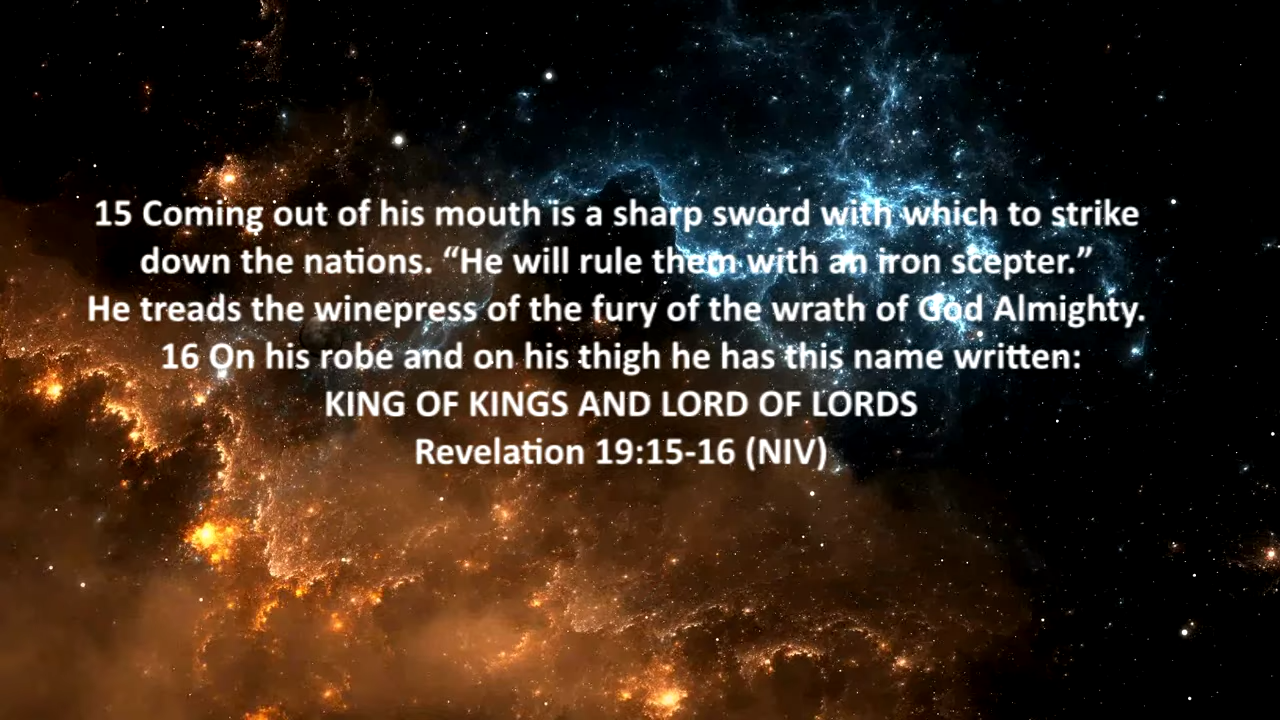 15 Coming out of his mouth is a sharp sword with which to strike
down the nations. “He will rule them with an iron scepter.”
He treads the winepress of the fury of the wrath of God Almighty.
16 On his robe and on his thigh he has this name written:
KING OF KINGS AND LORD OF LORDS
Revelation 19:15-16 (NIV)